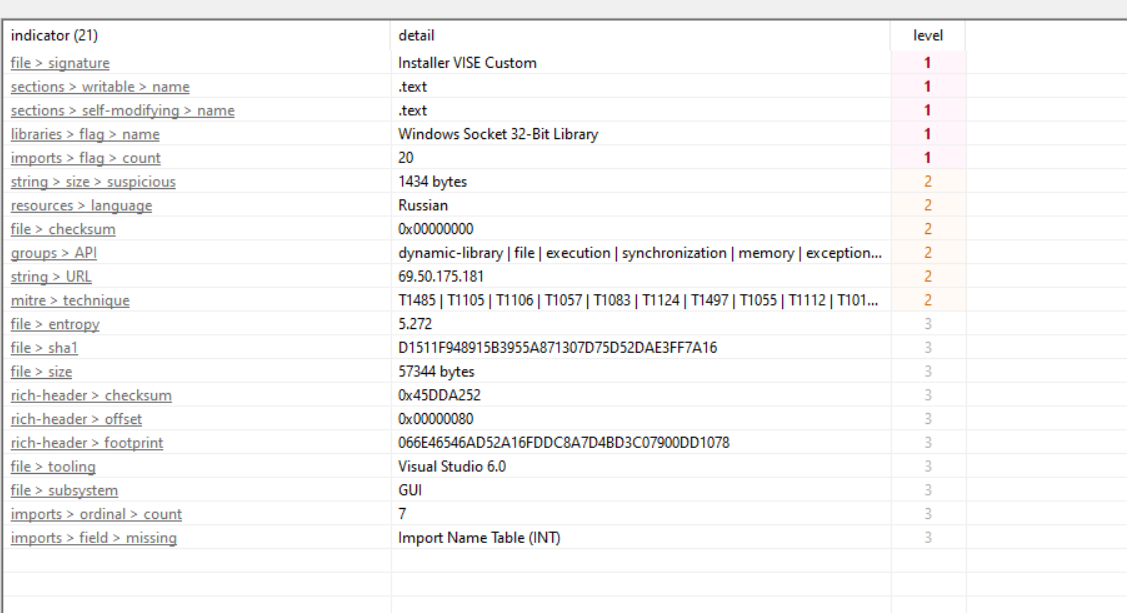 indicator (21) detail level
file > signature Installer VISE Custom 1
sections > writable > name .text 1
sections > self-modifying > name .text 1
libraries > flag > name Windows Socket 32-Bit Library 1
imports > flag > count 20 1
string > size > suspicious 1434 bytes 2
resources > language Russian 2
file > checksum 0x00000000 2
groups > API dynamic-library | file | execution | synchronization | memory | exception... 2
string > URL 69.50.175.181 2
mitre > technique T1485 | T1105 | T1106 | T1057 | T1083 | T1124 | T1497 | T1055 | T1112 | T101... 2
file > entropy 5.272 3
file > sha1 D1511F948915B3955A871307D75D52DAE3FF7A16 3
file > size 57344 bytes 3
rich-header > checksum 0x45DDA252 3
rich-header > offset 0x00000080 3
rich-header > footprint 066E46546AD52A16FDDC8A7D4BD3C07900DD1078 3
file > tooling Visual Studio 6.0 3
file > subsystem GUI 3
imports > ordinal > count 7 3
imports > field > missing Import Name Table (INT) 3